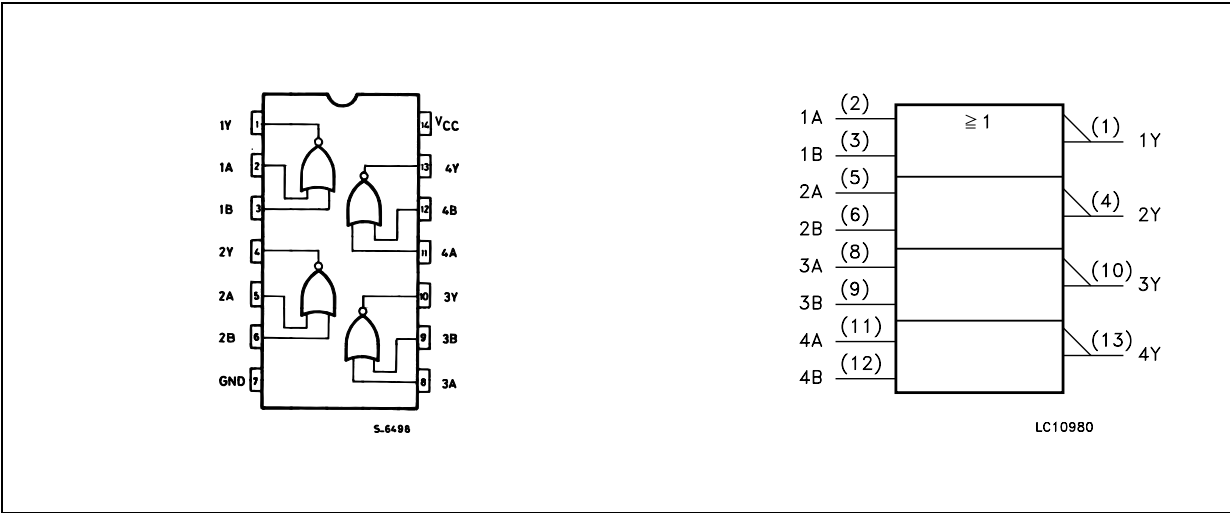 1Y 1 14 VCC
1A 2 13 4Y
1B 3 12 4B
2Y 4 11 4A
2A 5 10 3Y
2B 6 9 3B
GND 7 8 3A
S-6498
1A (2) ≧ 1 (1) 1Y
1B (3)
2A (5) (4) 2Y
2B (6)
3A (8) (10) 3Y
3B (9)
4A (11) (13) 4Y
4B (12)
LC10980